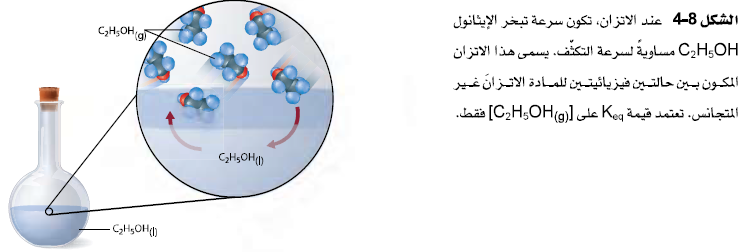 الشكل 8-4 عند الاتزان، تكون سرعة تبخر الإيثانول
C₂H₅OH مساويةً لسرعة التكثّف. يسمى هذا الاتزان
المكون بين حالتين فيزيائيتين للمادة الاتزانَ غير
المتجانس. تعتمد قيمة Keq على [C₂H₅OH(g)] فقط.
C₂H₅OH(g)
C₂H₅OH(l)
C₂H₅OH(l)